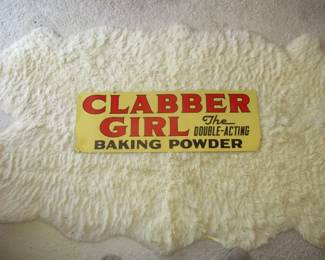 CLABBER
GIRL The
DOUBLE-ACTING
BAKING POWDER